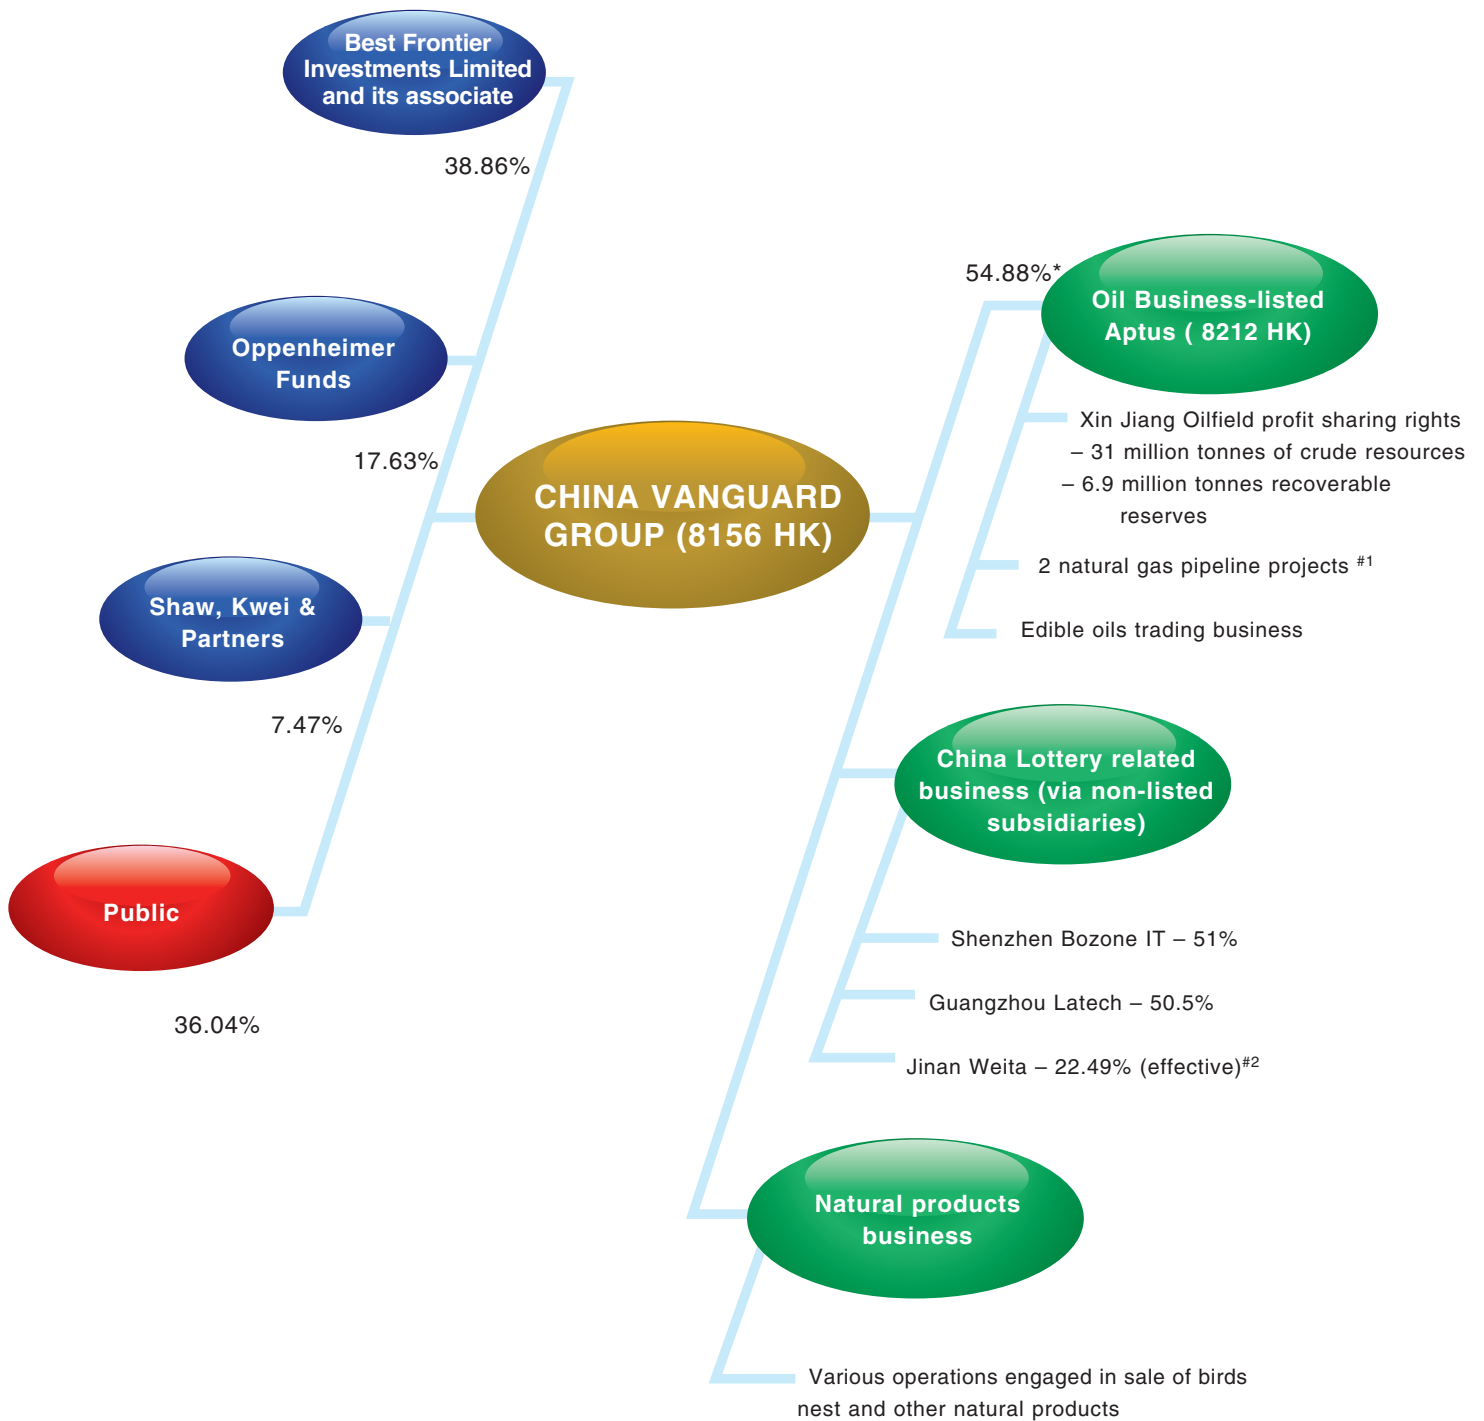 Best Frontier
Investments Limited
and its associate
38.86%
Oppenheimer
Funds
17.63%
Shaw, Kwei &
Partners
7.47%
Public
36.04%
CHINA VANGUARD
GROUP (8156 HK)
54.88%*
Oil Business-listed
Aptus ( 8212 HK)
Xin Jiang Oilfield profit sharing rights
– 31 million tonnes of crude resources
– 6.9 million tonnes recoverable
reserves
2 natural gas pipeline projects #1
Edible oils trading business
China Lottery related
business (via non-listed
subsidiaries)
Shenzhen Bozone IT – 51%
Guangzhou Latech – 50.5%
Jinan Weita – 22.49% (effective)#2
Natural products
business
Various operations engaged in sale of birds
nest and other natural products